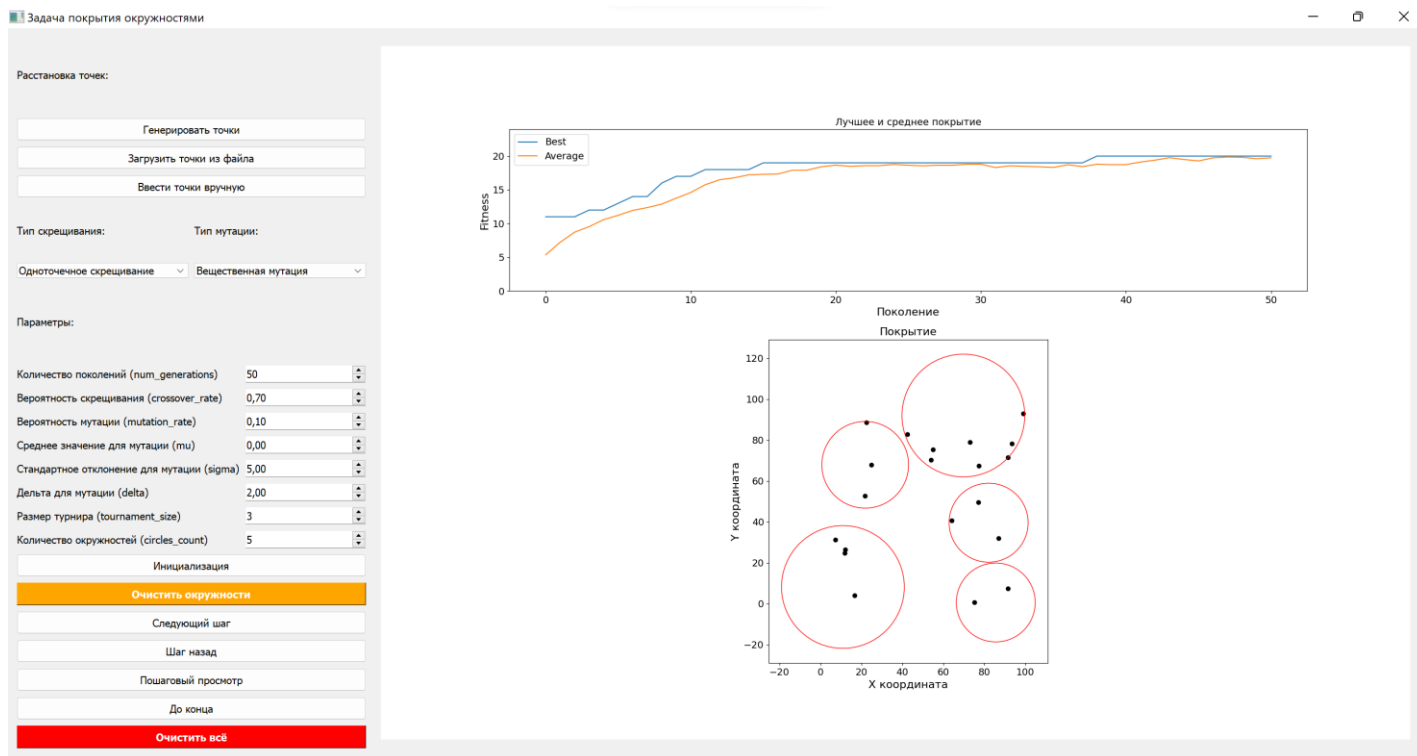 Задача покрытия окружностями
Расстановка точек:
Генерировать точки
Загрузить точки из файла
Ввести точки вручную
Тип скрещивания: Тип мутации:
Одноточечное скрещивание Вещественная мутация
Параметры:
Количество поколений (num_generations) 50
Вероятность скрещивания (crossover_rate) 0,70
Вероятность мутации (mutation_rate) 0,10
Среднее значение для мутации (mu) 0,00
Стандартное отклонение для мутации (sigma) 5,00
Дельта для мутации (delta) 2,00
Размер турнира (tournament_size) 3
Количество окружностей (circles_count) 5
Инициализация
Очистить окружности
Следующий шаг
Шаг назад
Пошаговый просмотр
До конца
Очистить всё
Лучшее и среднее покрытие
Best
Average
Fitness
20
15
10
5
0
0 10 20 30 40 50
Поколение
Покрытие
Y координата
120
100
80
60
40
20
0
−20
−20 0 20 40 60 80 100
X координата